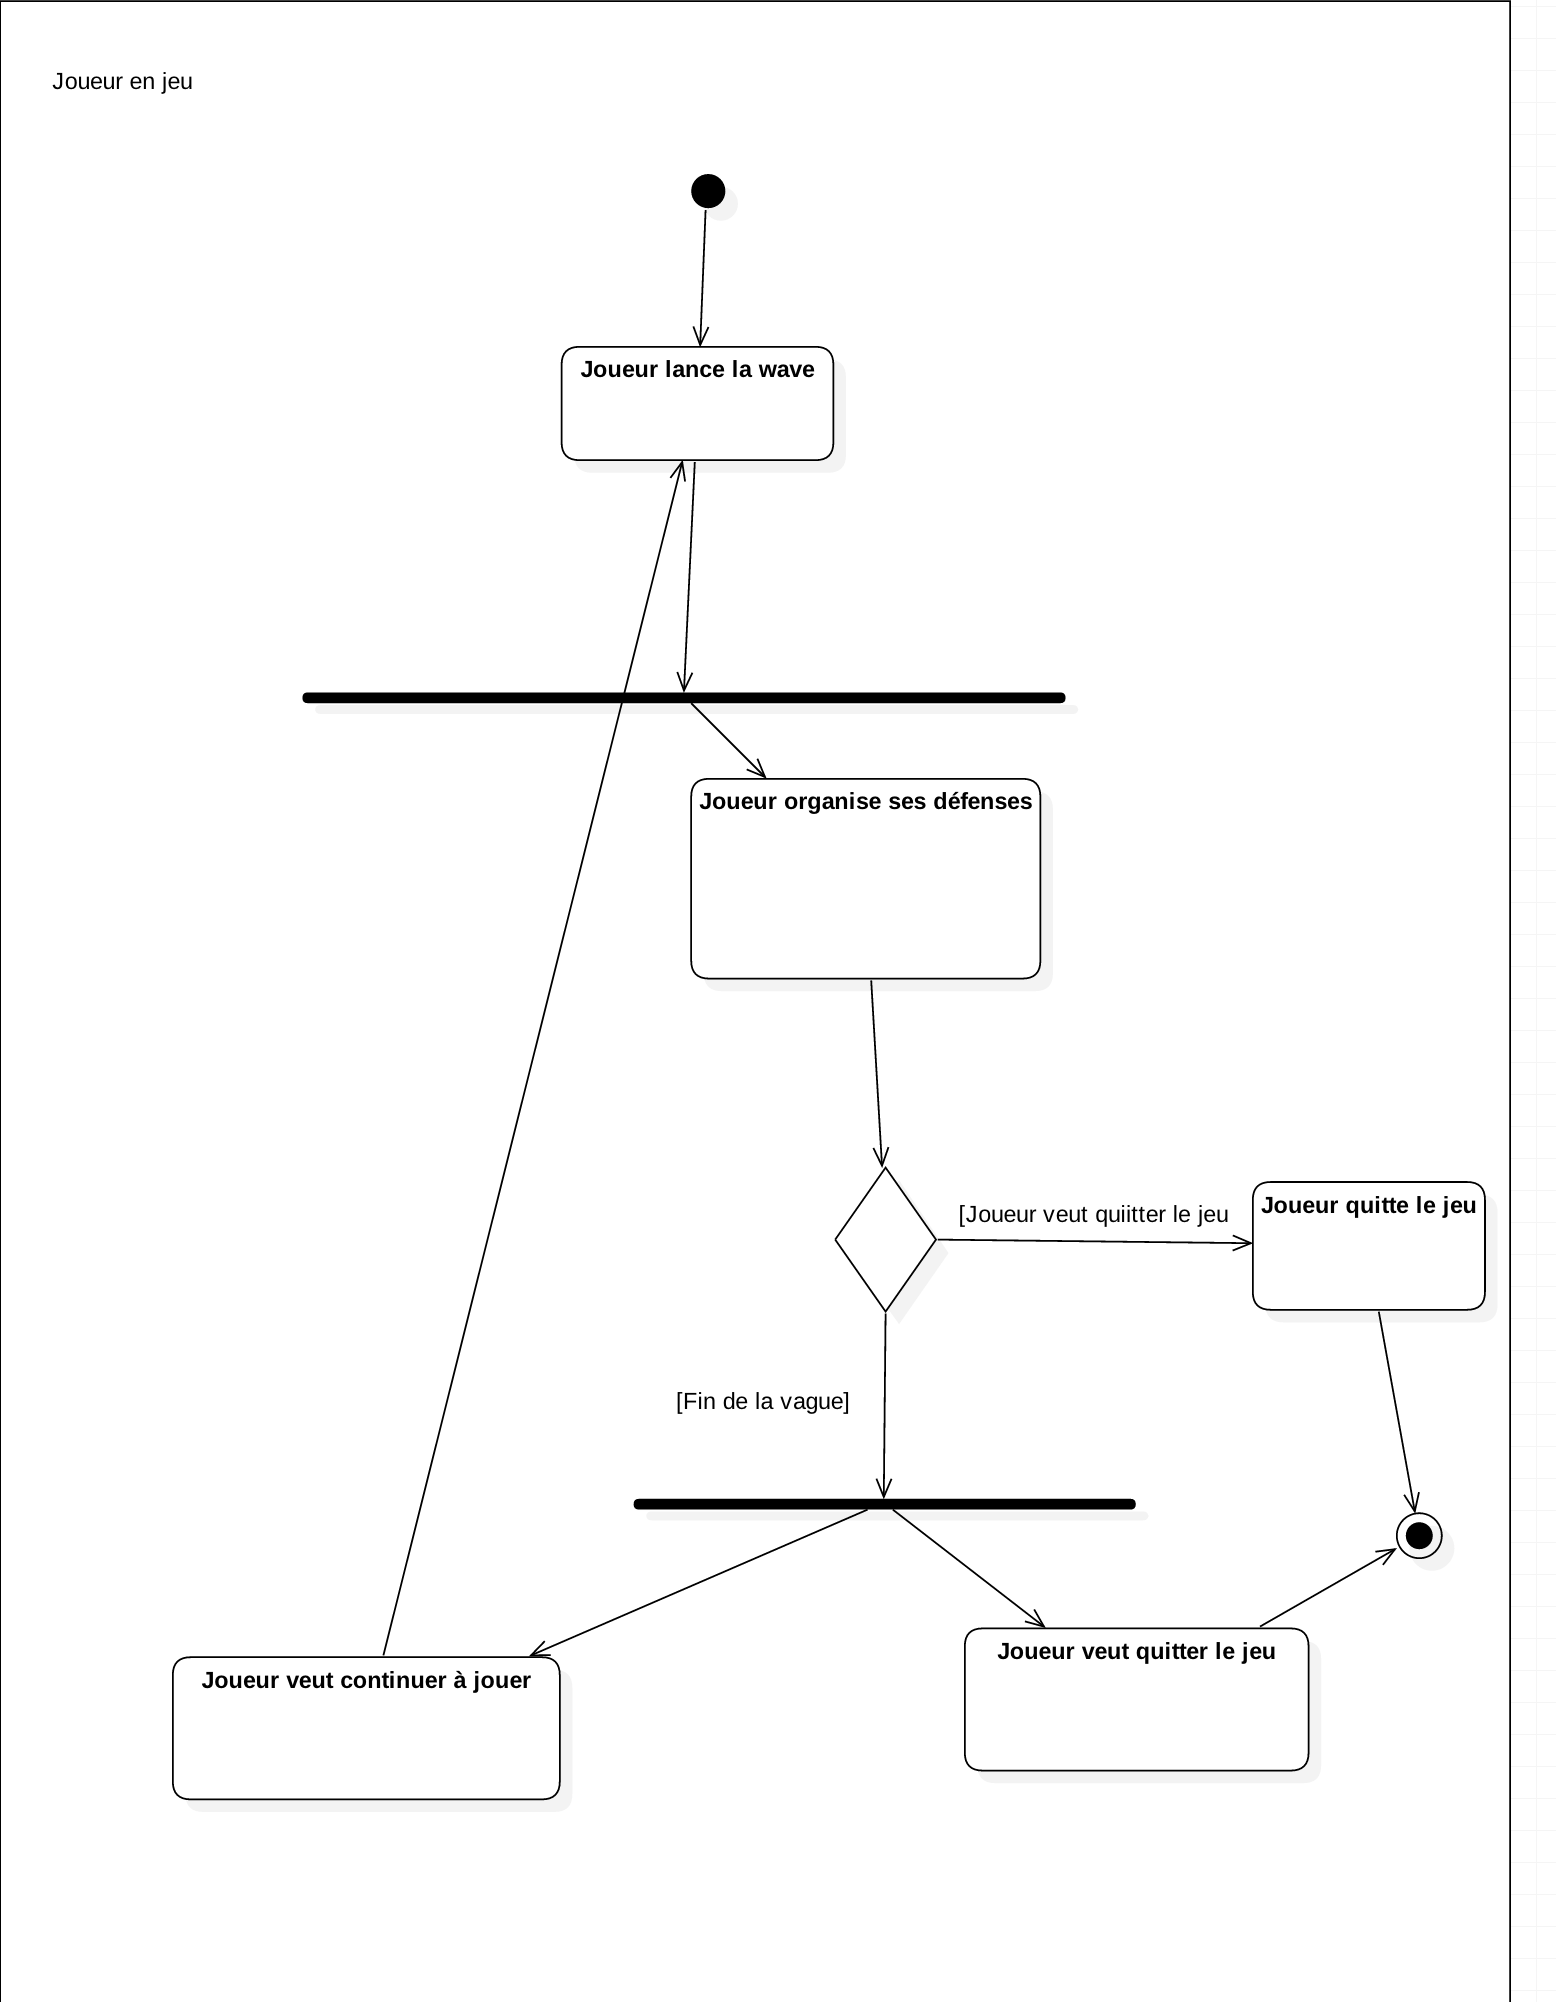 Joueur en jeu
Joueur lance la wave
Joueur organise ses défenses
[Joueur veut quiitter le jeu
Joueur quitte le jeu
[Fin de la vague]
Joueur veut quitter le jeu
Joueur veut continuer à jouer